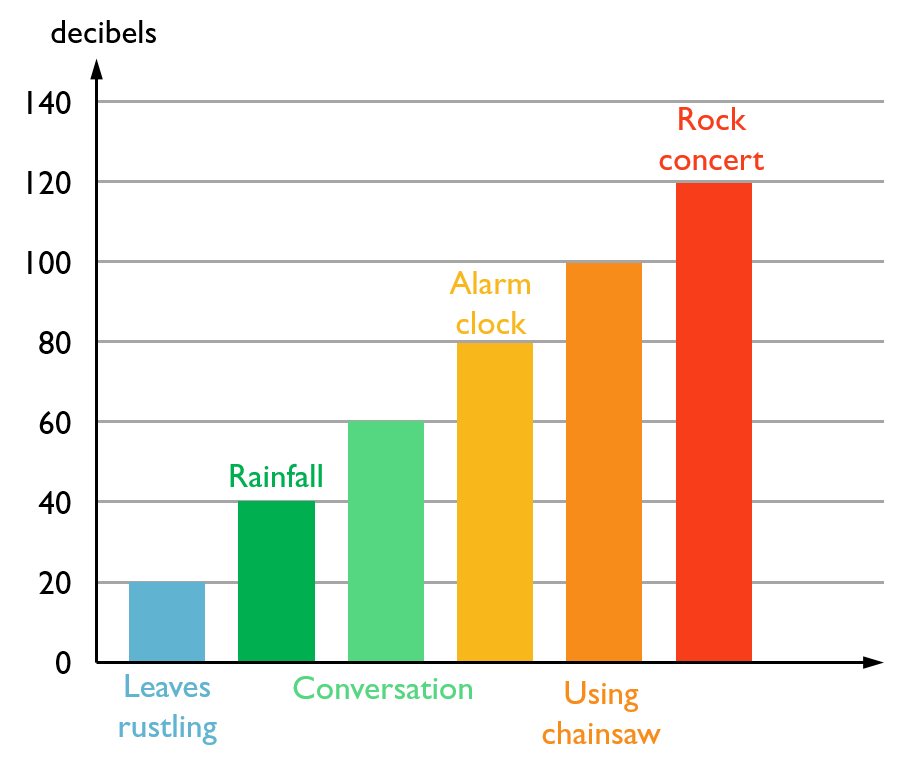 decibels
140
Rock
concert
120
100
Alarm
clock
80
60
Rainfall
40
20
0
Leaves
rustling
Conversation
Using
chainsaw